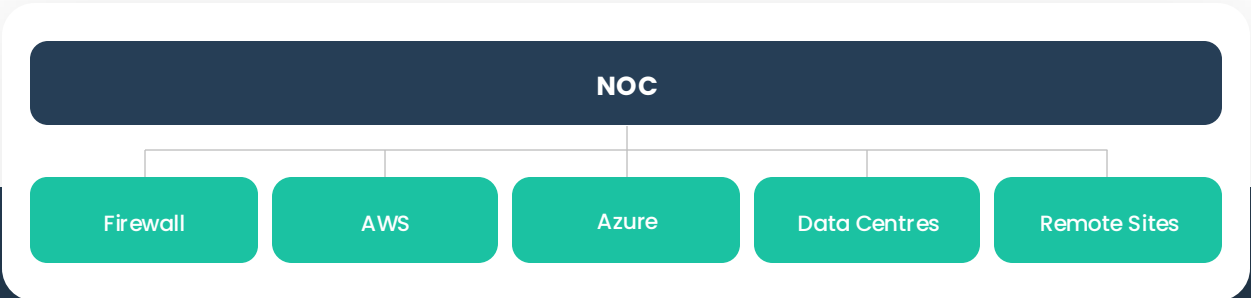 NOC
Firewall
AWS
Azure
Data Centres
Remote Sites